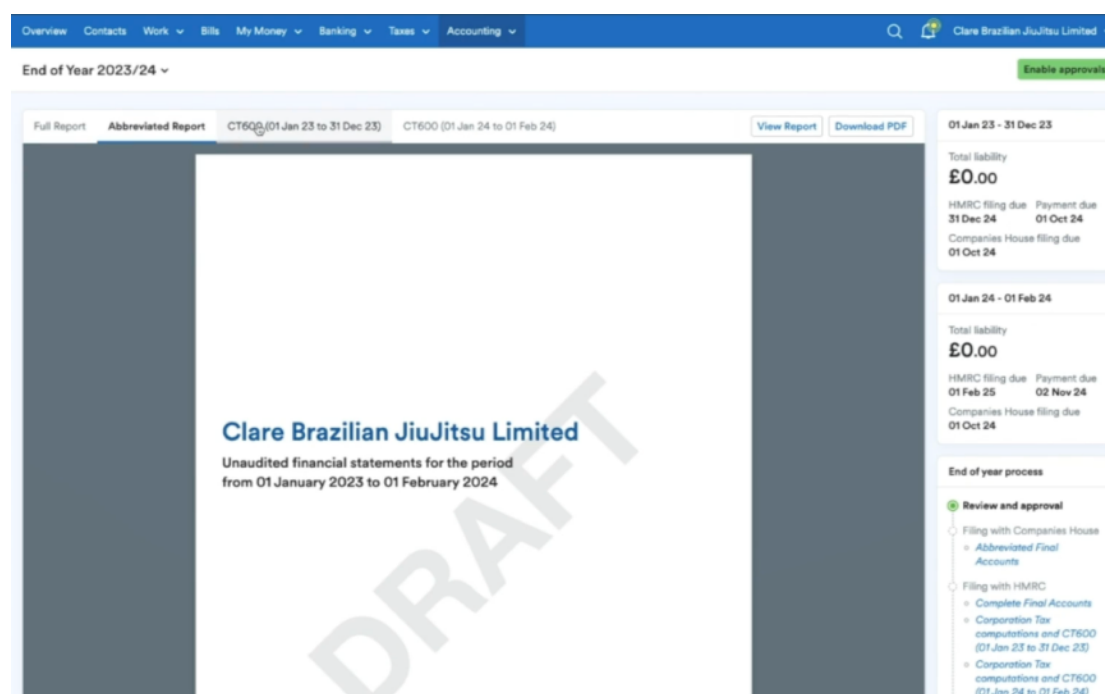 Overview Contacts Work Bills My Money Banking Taxes Accounting Clare Brazilian JiuJitsu Limited
End of Year 2023/24
Enable approvals
Full Report Abbreviated Report CT600 (01 Jan 23 to 31 Dec 23) CT600 (01 Jan 24 to 01 Feb 24) View Report Download PDF
Clare Brazilian JiuJitsu Limited
Unaudited financial statements for the period
from 01 January 2023 to 01 February 2024
DRAFT
01 Jan 23 - 31 Dec 23
Total liability
£0.00
HMRC filing due Payment due
31 Dec 24 01 Oct 24
Companies House filing due
01 Oct 24
01 Jan 24 - 01 Feb 24
Total liability
£0.00
HMRC filing due Payment due
01 Feb 25 02 Nov 24
Companies House filing due
01 Oct 24
End of year process
Review and approval
Filing with Companies House
Abbreviated Final
Accounts
Filing with HMRC
Complete Final Accounts
Corporation Tax
computations and CT600
(01 Jan 23 to 31 Dec 23)
Corporation Tax
computations and CT600
(01 Jan 24 to 01 Feb 24)